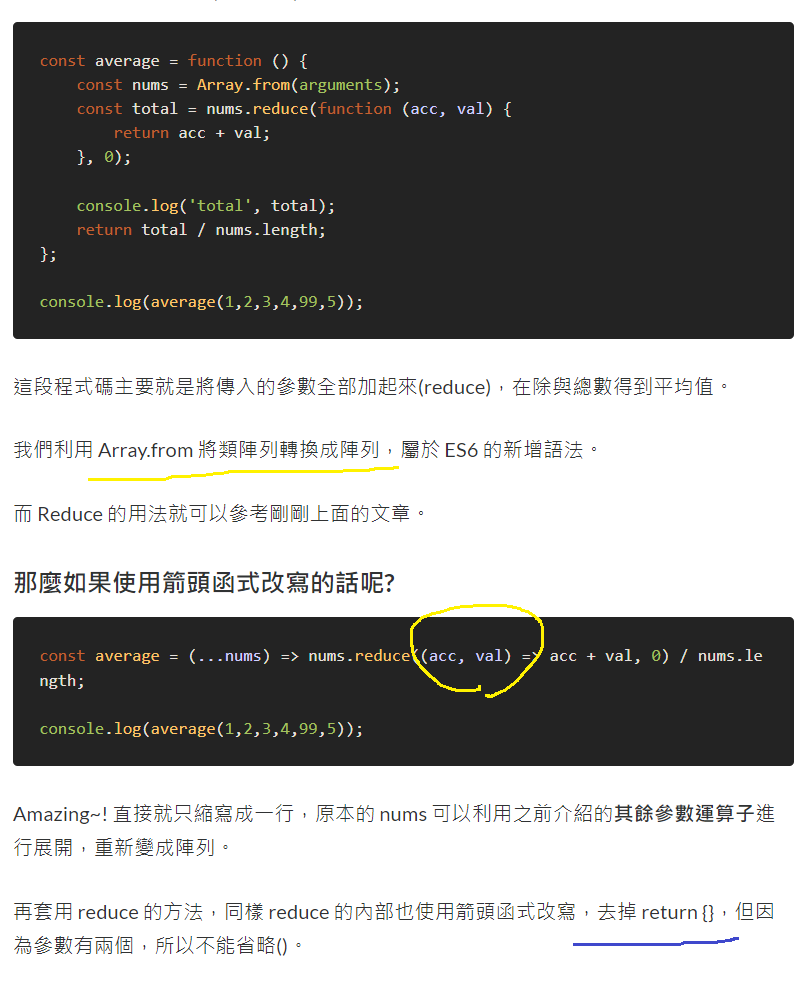 const average = function () {
    const nums = Array.from(arguments);
    const total = nums.reduce(function (acc, val) {
        return acc + val;
    }, 0);
    console.log('total', total);
    return total / nums.length;
};
console.log(average(1,2,3,4,99,5));
這段程式碼主要就是將傳入的參數全部加起來(reduce)，在除與總數得到平均值。
我們利用 Array.from 將類陣列轉換成陣列，屬於 ES6 的新增語法。
而 Reduce 的用法就可以參考剛剛上面的文章。
那麼如果使用箭頭函式改寫的話呢?
const average = (...nums) => nums.reduce((acc, val) => acc + val, 0) / nums.le
ngth;
console.log(average(1,2,3,4,99,5));
Amazing~! 直接就只縮寫成一行，原本的 nums 可以利用之前介紹的其餘參數運算子進
行展開，重新變成陣列。
再套用 reduce 的方法，同樣 reduce 的內部也使用箭頭函式改寫，去掉 return {}，但因
為參數有兩個，所以不能省略()。